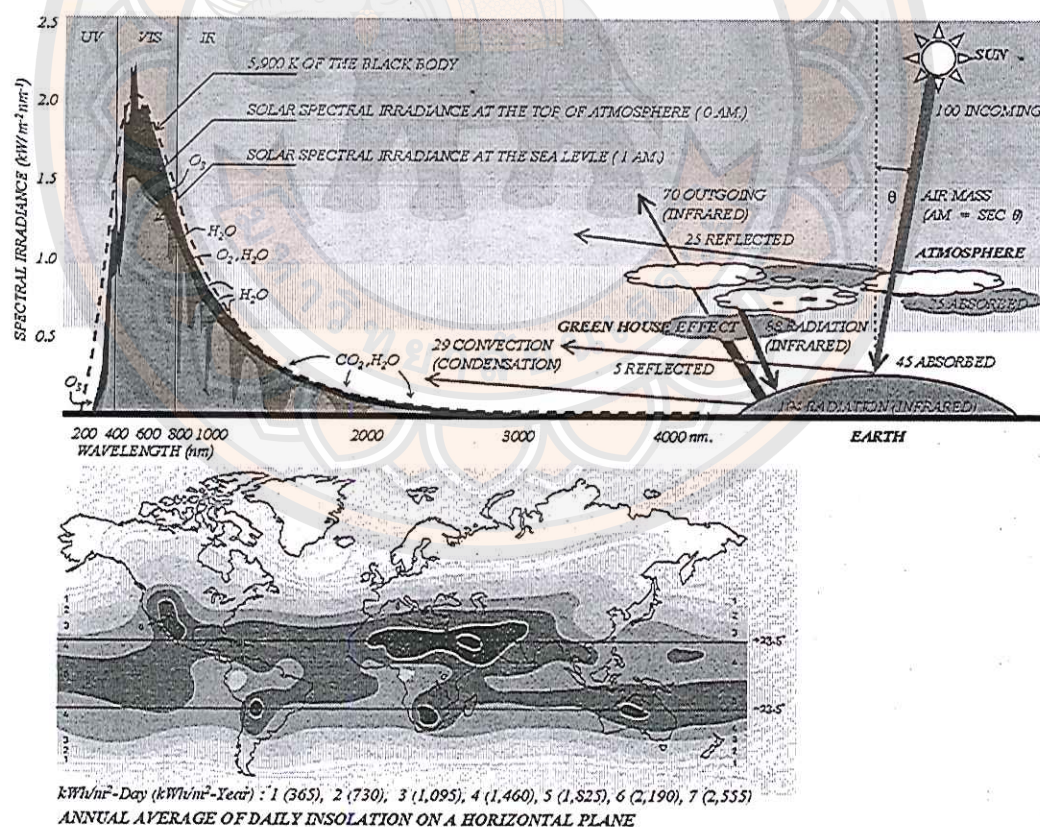 2.5
UV VIS IR
SUN
5,900 K OF THE BLACK BODY
2.0
100 INCOMING
SOLAR SPECTRAL IRRADIANCE AT THE TOP OF ATMOSPHERE (0 AM.)
O3
SOLAR SPECTRAL IRRADIANCE AT THE SEA LEVLE (1 AM.)
1.5
SPECTRAL IRRADIANCE (kW/m²nm⁻¹)
θ
70 OUTGOING
(INFRARED)
AIR MASS
(AM = SEC θ)
H2O
25 REFLECTED
O2, H2O
ATMOSPHERE
1.0
H2O
25 ABSORBED
0.5
GREEN HOUSE EFFECT
88 RADIATION
(INFRARED)
29 CONVECTION
(CONDENSATION)
CO2, H2O
5 REFLECTED
45 ABSORBED
O3
RADIATION (INFRARED)
200 400 600 800 1000 2000 3000 4000 nm.
EARTH
WAVELENGTH (nm)
kWh/m²-Day (kWh/m²-Year) : 1 (365), 2 (730), 3 (1,095), 4 (1,460), 5 (1,825), 6 (2,190), 7 (2,555)
ANNUAL AVERAGE OF DAILY INSOLATION ON A HORIZONTAL PLANE